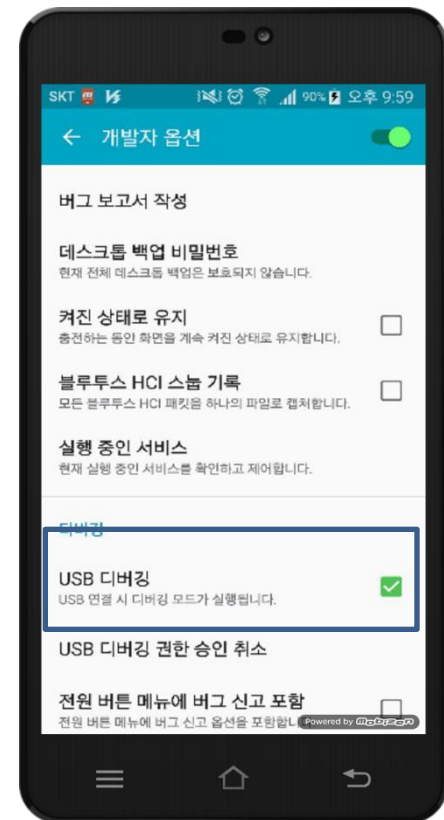 SKT 90% 오후 9:59
개발자 옵션
버그 보고서 작성
데스크톱 백업 비밀번호
현재 전체 데스크톱 백업은 보호되지 않습니다.
켜진 상태로 유지
충전하는 동안 화면을 계속 켜진 상태로 유지합니다.
블루투스 HCI 스눕 기록
모든 블루투스 HCI 패킷을 하나의 파일로 캡처합니다.
실행 중인 서비스
현재 실행 중인 서비스를 확인하고 제어합니다.
디버깅
USB 디버깅
USB 연결 시 디버깅 모드가 실행됩니다.
USB 디버깅 권한 승인 취소
전원 버튼 메뉴에 버그 신고 포함
전원 버튼 메뉴에 버그 신고 옵션을 포함합니
Powered by Mobizen